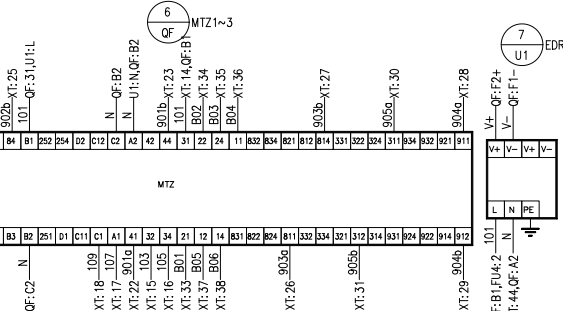 6
QF
MTZ1~3
7
U1
EDR
902b XT:25
101 QF:31,U1:L
N QF:B2
N U1:N,QF:B2
901b XT:23
101 XT:14,QF:B1
B02 XT:34
B03 XT:35
B04 XT:36
903b XT:27
905a XT:30
904a XT:28
V+ QF:F2+
V- QF:F1-
84 B1 252 254 D2 C12 C2 A2 42 44 31 22 24 11 832 834 821 812 814 331 322 324 311 934 932 921 911
V+ V- V+ V-
MTZ
B3 B2 251 D1 C11 C1 A1 41 32 34 21 12 14 831 822 824 811 332 334 321 312 314 931 924 922 914 912
L N PE
N QF:C2
109 XT:18
107 XT:17
901a XT:22
103 XT:15
105 XT:16
B01 XT:33
B05 XT:37
B06 XT:38
903a XT:26
905b XT:31
904b XT:29
101 F:B1,FU4:2
N T:44,QF:A2